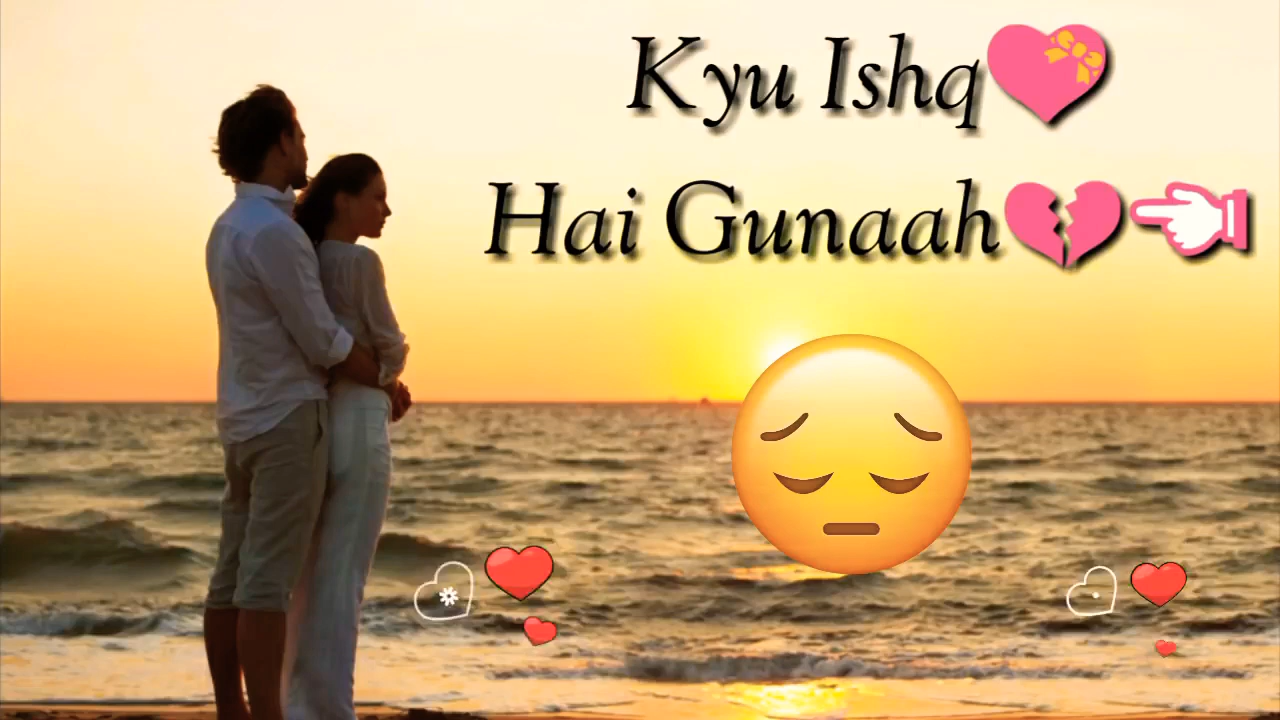 Kyu Ishq💝
Hai Gunaah💔👈